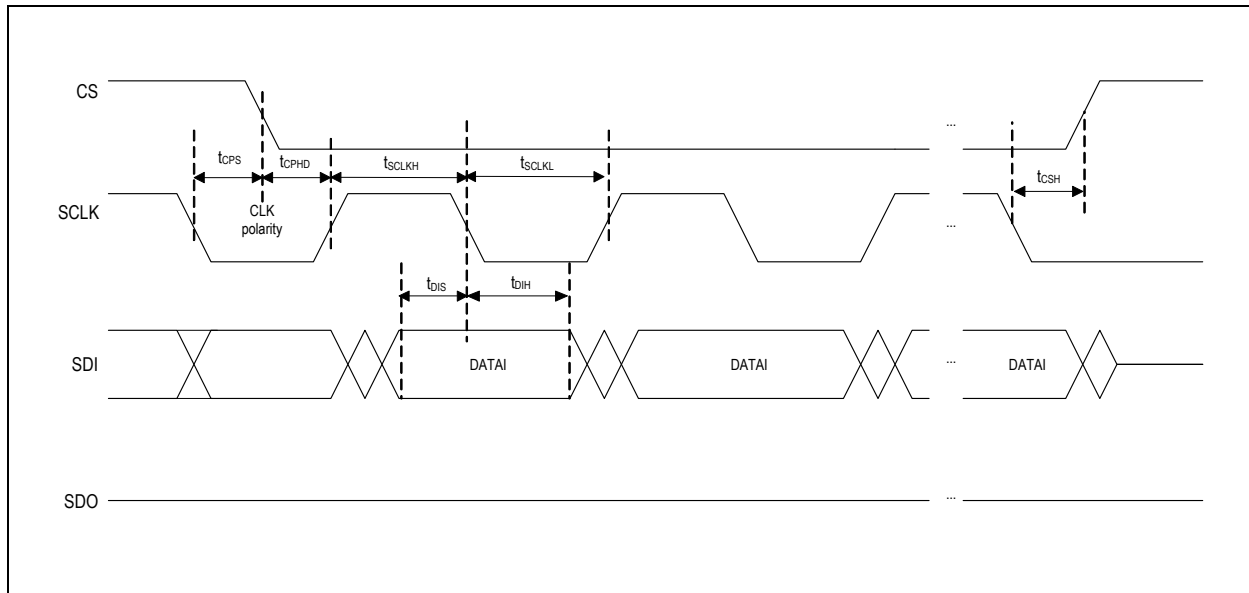 CS
...
tCPS
tCPHD
tSCLKH
tSCLKL
tCSH
SCLK
CLK
polarity
...
tDIS
tDIH
SDI
DATAI
DATAI
...
DATAI
SDO
...